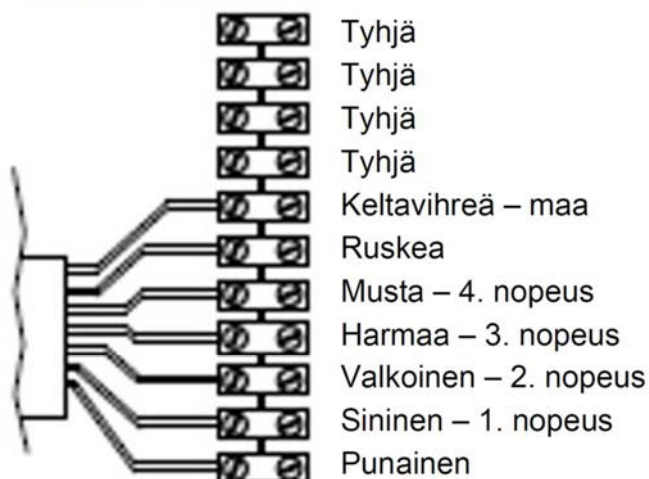 Tyhjä
Tyhjä
Tyhjä
Tyhjä
Keltavihreä – maa
Ruskea
Musta – 4. nopeus
Harmaa – 3. nopeus
Valkoinen – 2. nopeus
Sininen – 1. nopeus
Punainen